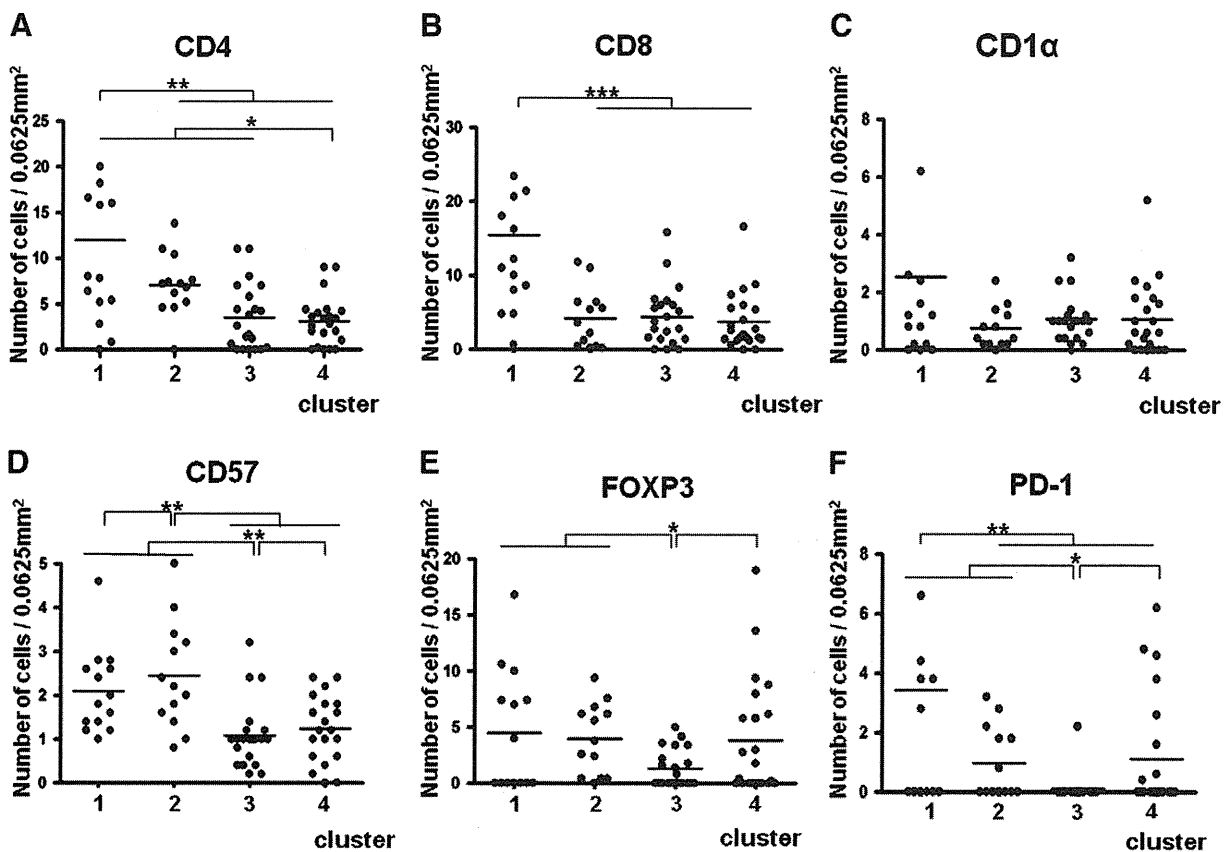 A
CD4
Number of cells / 0.0625mm²
**
*
25
20
15
10
5
0
1 2 3 4
cluster
B
CD8
Number of cells / 0.0625mm²
***
30
20
10
0
1 2 3 4
cluster
C
CD1α
Number of cells / 0.0625mm²
8
6
4
2
0
1 2 3 4
cluster
D
CD57
Number of cells / 0.0625mm²
**
**
5
4
3
2
1
0
1 2 3 4
cluster
E
FOXP3
Number of cells / 0.0625mm²
*
20
15
10
5
0
1 2 3 4
cluster
F
PD-1
Number of cells / 0.0625mm²
**
*
8
6
4
2
0
1 2 3 4
cluster